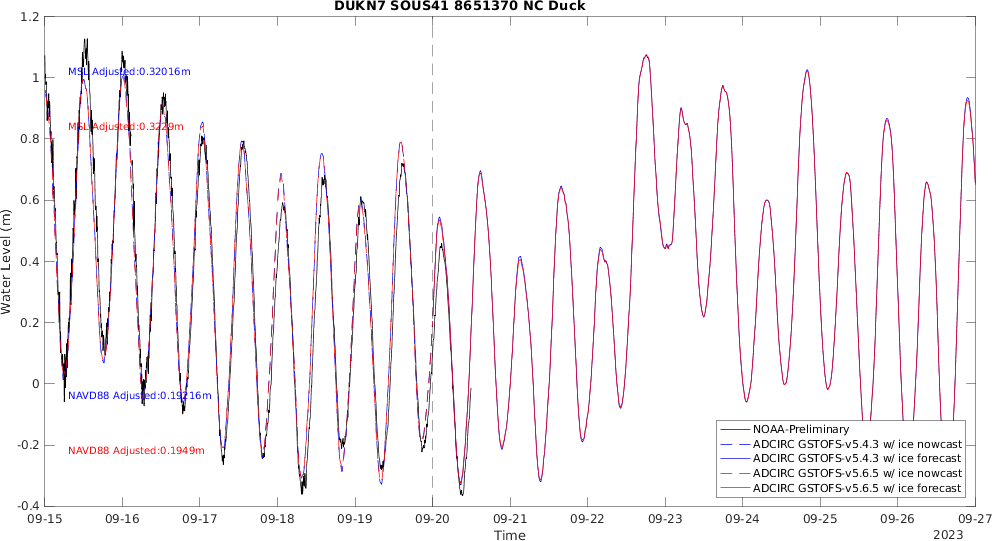 DUKN7 SOUS41 8651370 NC Duck
1.2
1
0.8
0.6
0.4
0.2
0
-0.2
-0.4
Water Level (m)
MSL Adjusted:0.32016m
MSL Adjusted:0.3229m
NAVD88 Adjusted:0.19216m
NAVD88 Adjusted:0.1949m
NOAA-Preliminary
ADCIRC GSTOFS-v5.4.3 w/ ice nowcast
ADCIRC GSTOFS-v5.4.3 w/ ice forecast
ADCIRC GSTOFS-v5.6.5 w/ ice nowcast
ADCIRC GSTOFS-v5.6.5 w/ ice forecast
09-15 09-16 09-17 09-18 09-19 09-20 09-21 09-22 09-23 09-24 09-25 09-26 09-27
Time
2023